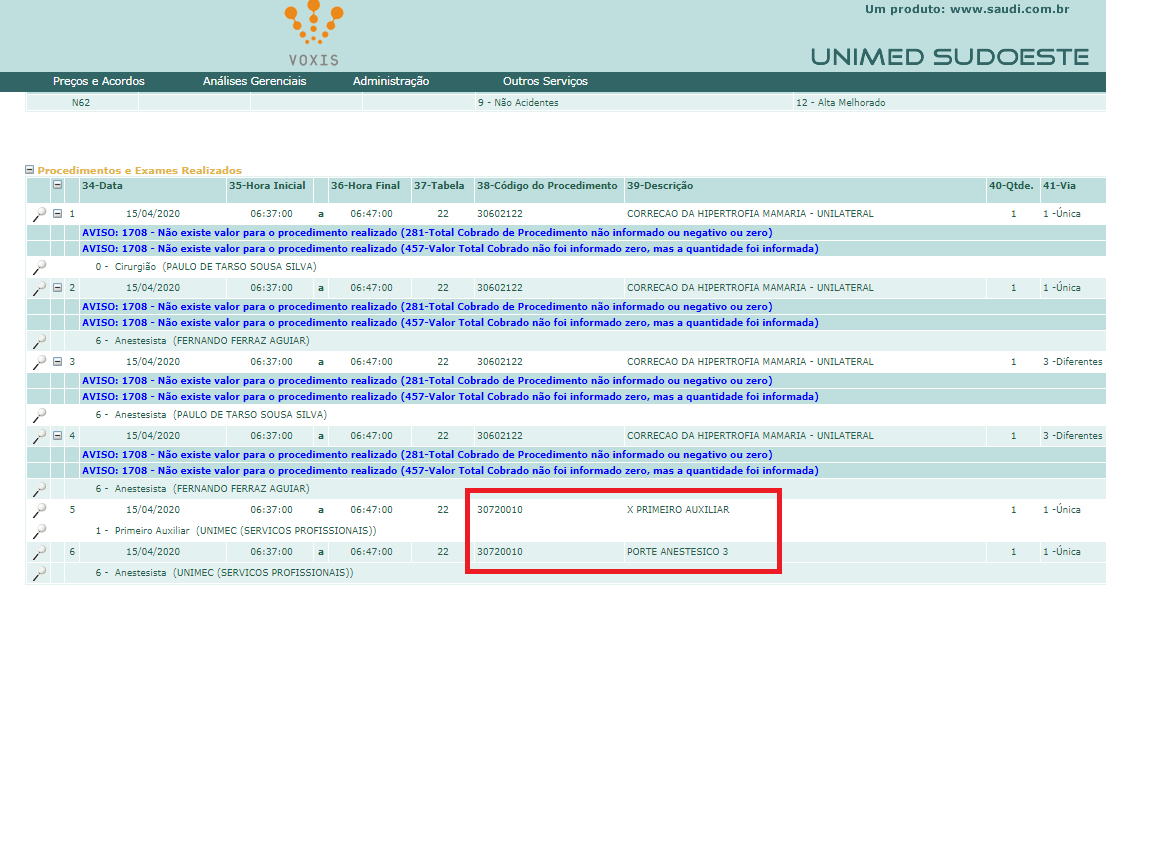 Um produto: www.saudi.com.br
VOXIS
UNIMED SUDOESTE
Preços e Acordos Análises Gerenciais Administração Outros Serviços
N62 9 - Não Acidentes 12 - Alta Melhorado
Procedimentos e Exames Realizados
34-Data 35-Hora Inicial 36-Hora Final 37-Tabela 38-Código do Procedimento 39-Descrição 40-Qtde. 41-Via
1 15/04/2020 06:37:00 a 06:47:00 22 30602122 CORRECAO DA HIPERTROFIA MAMARIA - UNILATERAL 1 1 -Única
AVISO: 1708 - Não existe valor para o procedimento realizado (281-Total Cobrado de Procedimento não informado ou negativo ou zero)
AVISO: 1708 - Não existe valor para o procedimento realizado (457-Valor Total Cobrado não foi informado zero, mas a quantidade foi informada)
0 - Cirurgião (PAULO DE TARSO SOUSA SILVA)
2 15/04/2020 06:37:00 a 06:47:00 22 30602122 CORRECAO DA HIPERTROFIA MAMARIA - UNILATERAL 1 1 -Única
AVISO: 1708 - Não existe valor para o procedimento realizado (281-Total Cobrado de Procedimento não informado ou negativo ou zero)
AVISO: 1708 - Não existe valor para o procedimento realizado (457-Valor Total Cobrado não foi informado zero, mas a quantidade foi informada)
6 - Anestesista (FERNANDO FERRAZ AGUIAR)
3 15/04/2020 06:37:00 a 06:47:00 22 30602122 CORRECAO DA HIPERTROFIA MAMARIA - UNILATERAL 1 3 -Diferentes
AVISO: 1708 - Não existe valor para o procedimento realizado (281-Total Cobrado de Procedimento não informado ou negativo ou zero)
AVISO: 1708 - Não existe valor para o procedimento realizado (457-Valor Total Cobrado não foi informado zero, mas a quantidade foi informada)
6 - Anestesista (PAULO DE TARSO SOUSA SILVA)
4 15/04/2020 06:37:00 a 06:47:00 22 30602122 CORRECAO DA HIPERTROFIA MAMARIA - UNILATERAL 1 3 -Diferentes
AVISO: 1708 - Não existe valor para o procedimento realizado (281-Total Cobrado de Procedimento não informado ou negativo ou zero)
AVISO: 1708 - Não existe valor para o procedimento realizado (457-Valor Total Cobrado não foi informado zero, mas a quantidade foi informada)
6 - Anestesista (FERNANDO FERRAZ AGUIAR)
5 15/04/2020 06:37:00 a 06:47:00 22 30720010 X PRIMEIRO AUXILIAR 1 1 -Única
1 - Primeiro Auxiliar (UNIMEC (SERVICOS PROFISSIONAIS))
6 15/04/2020 06:37:00 a 06:47:00 22 30720010 PORTE ANESTESICO 3 1 1 -Única
6 - Anestesista (UNIMEC (SERVICOS PROFISSIONAIS))